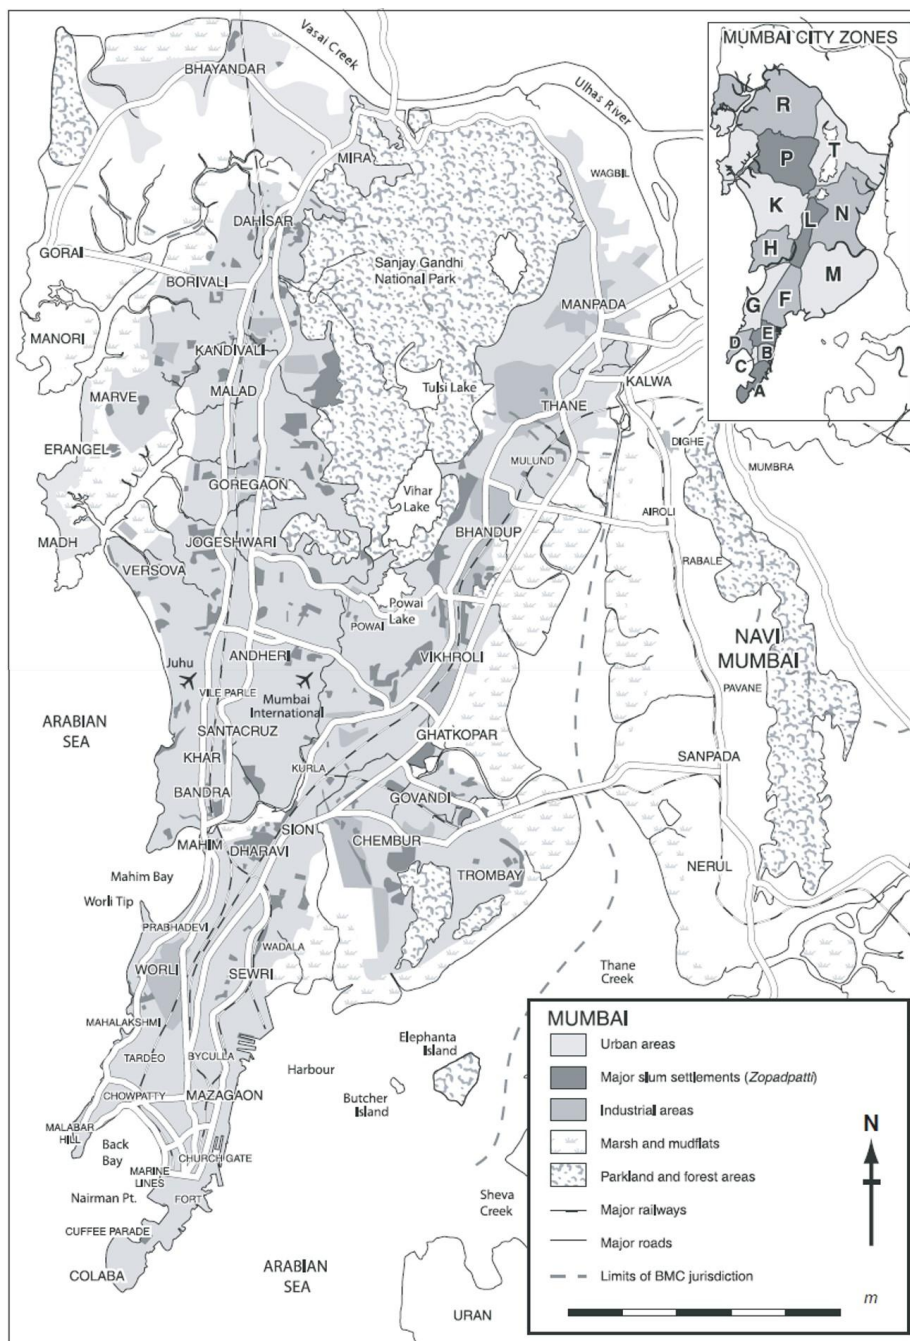 Vasai Creek
BHAYANDAR
Ulhas River
MIRA
WAGBIL
DAHISAR
GORAI
Sanjay Gandhi
National Park
BORIVALI
MANPADA
MANORI
KANDIVALI
MALAD
Tulsi Lake
KALWA
MARVE
THANE
ERANGEL
DIGHE
MULUND
MUMBRA
GOREGAON
Vihar
Lake
AIROLI
BHANDUP
MADH
JOGESHWARI
RABALE
VERSOVA
Powai
Lake
POWAI
NAVI
MUMBAI
ANDHERI
VIKHROLI
Juhu
VILE PARLE
Mumbai
International
PAVANE
ARABIAN
SEA
SANTACRUZ
GHATKOPAR
KHAR
SANPADA
KURLA
BANDRA
GOVANDI
SION
MAHIM
DHARAVI
CHEMBUR
NERUL
Mahim Bay
TROMBAY
Worli Tip
PRABHADEVI
WADALA
WORLI
SEWRI
Thane
Creek
MAHALAKSHMI
TARDEO
BYCULLA
Elephanta
Island
Harbour
CHOWPATTY
MAZAGAON
Butcher
Island
MALABAR
HILL
Back
Bay
CHURCH GATE
MARINE
LINES
Nairman Pt.
FORT
Sheva
Creek
CUFFEE PARADE
COLABA
ARABIAN
SEA
URAN
MUMBAI CITY ZONES
R
T
P
K
L
N
H
M
G
F
D
E
B
C
A
MUMBAI
Urban areas
Major slum settlements (Zopadpatti)
Industrial areas
Marsh and mudflats
Parkland and forest areas
Major railways
Major roads
Limits of BMC jurisdiction
N
m